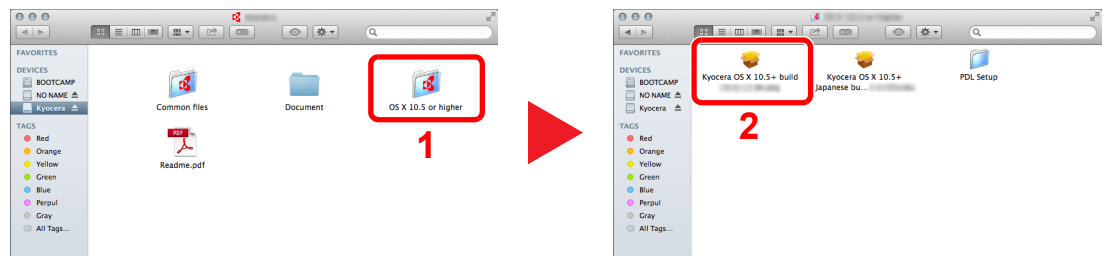 FAVORITES
DEVICES
BOOTCAMP
NO NAME
Kyocera
TAGS
Red
Orange
Yellow
Green
Blue
Perpul
Gray
All Tags...
Common files
Document
OS X 10.5 or higher
1
PDF
Readme.pdf
FAVORITES
DEVICES
BOOTCAMP
NO NAME
Kyocera
TAGS
Red
Orange
Yellow
Green
Blue
Perpul
Gray
All Tags...
Kyocera OS X 10.5+ build
Kyocera OS X 10.5+
Japanese bu...
PDL Setup
2